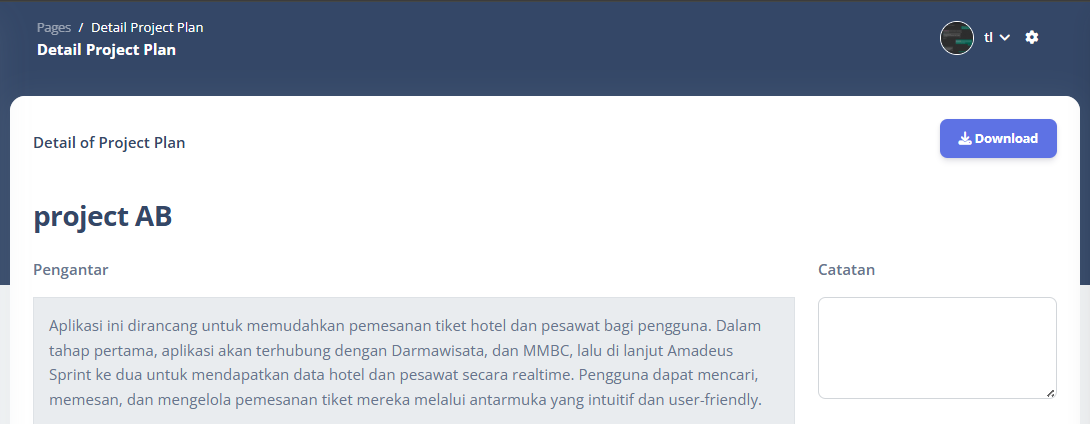 Pages / Detail Project Plan
Detail Project Plan
tl
Detail of Project Plan
Download
project AB
Pengantar
Catatan
Aplikasi ini dirancang untuk memudahkan pemesanan tiket hotel dan pesawat bagi pengguna. Dalam
tahap pertama, aplikasi akan terhubung dengan Darmawisata, dan MMBC, lalu di lanjut Amadeus
Sprint ke dua untuk mendapatkan data hotel dan pesawat secara realtime. Pengguna dapat mencari,
memesan, dan mengelola pemesanan tiket mereka melalui antarmuka yang intuitif dan user-friendly.